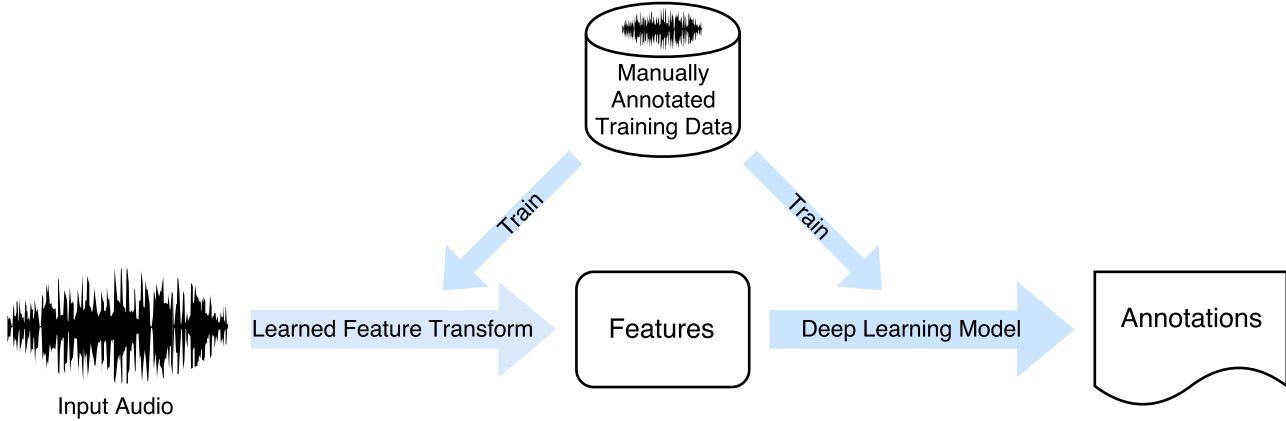 Manually
Annotated
Training Data
Train
Train
Learned Feature Transform
Features
Deep Learning Model
Annotations
Input Audio